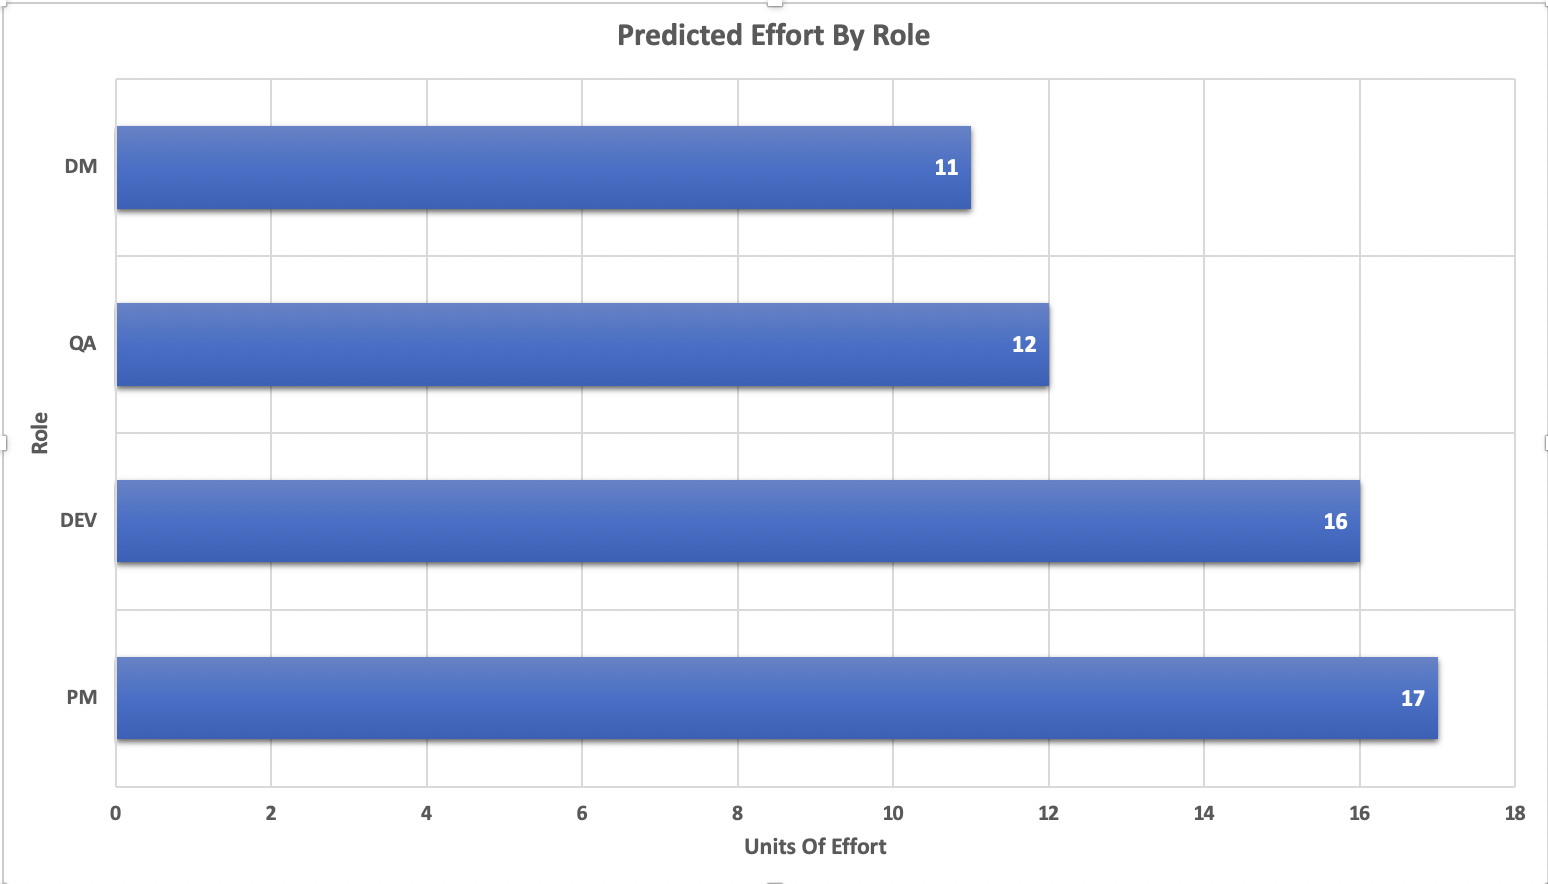 Predicted Effort By Role
DM
11
QA
12
Role
DEV
16
PM
17
0 2 4 6 8 10 12 14 16 18
Units Of Effort